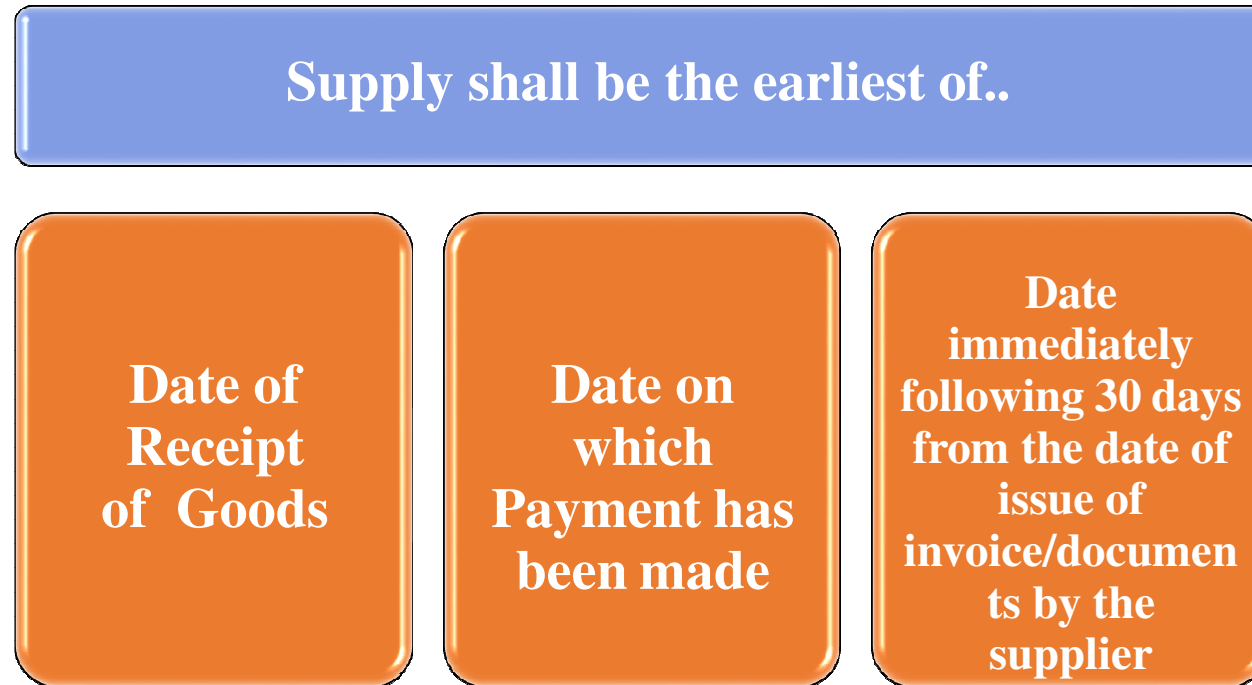 Supply shall be the earliest of..
Date of
Receipt
of  Goods
Date on
which
Payment has
been made
Date
immediately
following 30 days
from the date of
issue of
invoice/documen
ts by the
supplier